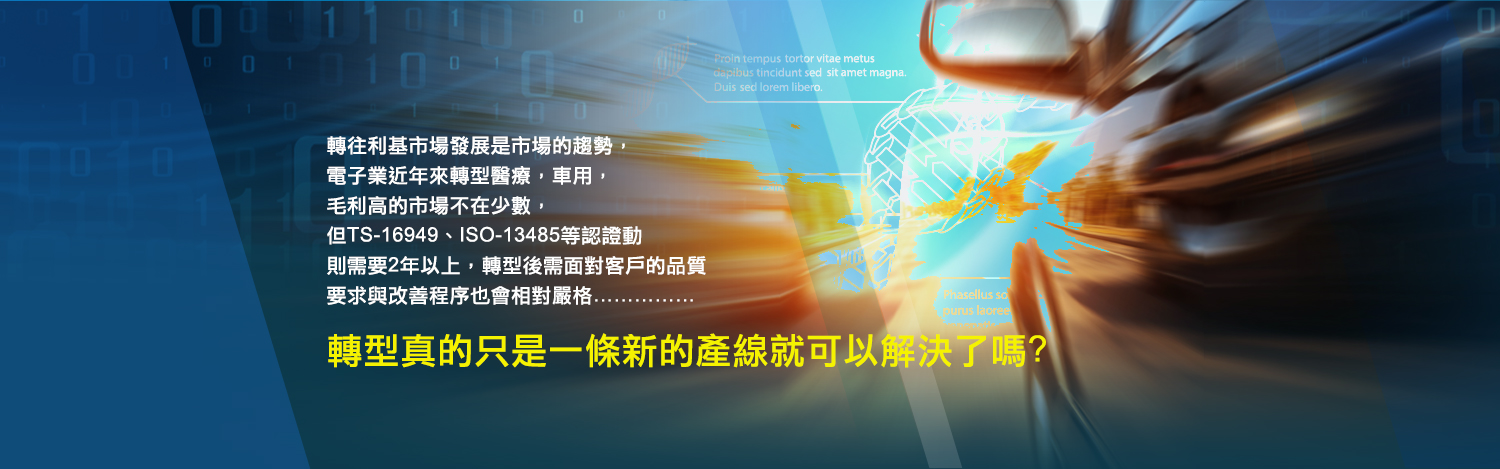 Proin tempus tortor vitae metus
dapibus tincidunt sed sit amet magna.
Duis sed lorem libero.
轉往利基市場發展是市場的趨勢，
電子業近年來轉型醫療，車用，
毛利高的市場不在少數，
但TS-16949、ISO-13485等認證動
則需要2年以上，轉型後需面對客戶的品質
要求與改善程序也會相對嚴格……………
Phasellus so
purus laoree
轉型真的只是一條新的產線就可以解決了嗎?